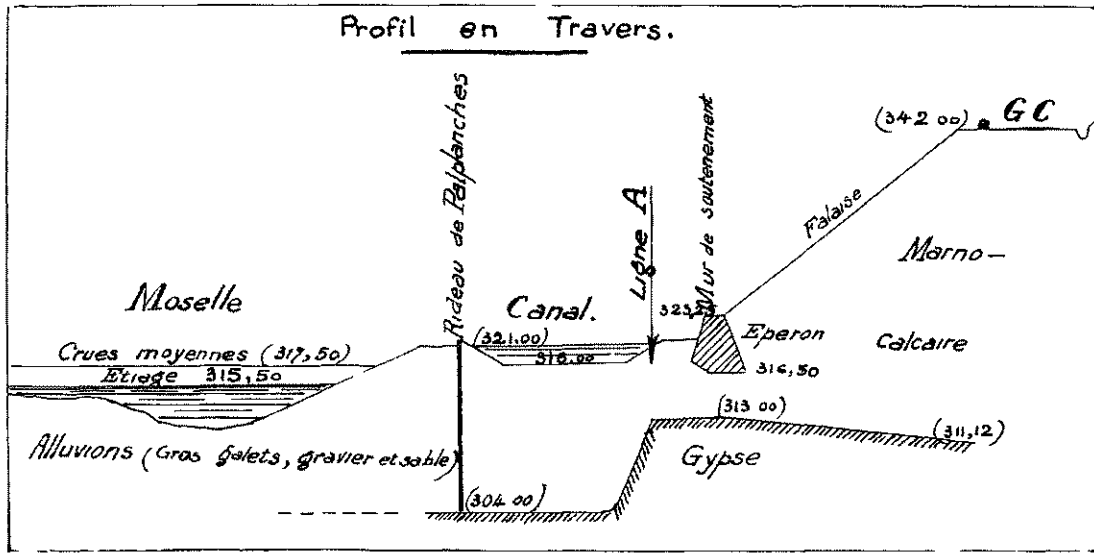 Profil en Travers.
Rideau de Palplanches
Mur de soutenement
(342 00)
GC
Ligne A
Falaise
Marno-
Moselle
Canal.
323,23
Eperon
calcaire
(321.00)
Crues moyennes (317,50)
318.00
316,50
Etiage 315,50
(313 00)
(311,12)
Alluvions (Gros galets, gravier et sable)
Gypse
(304 00)